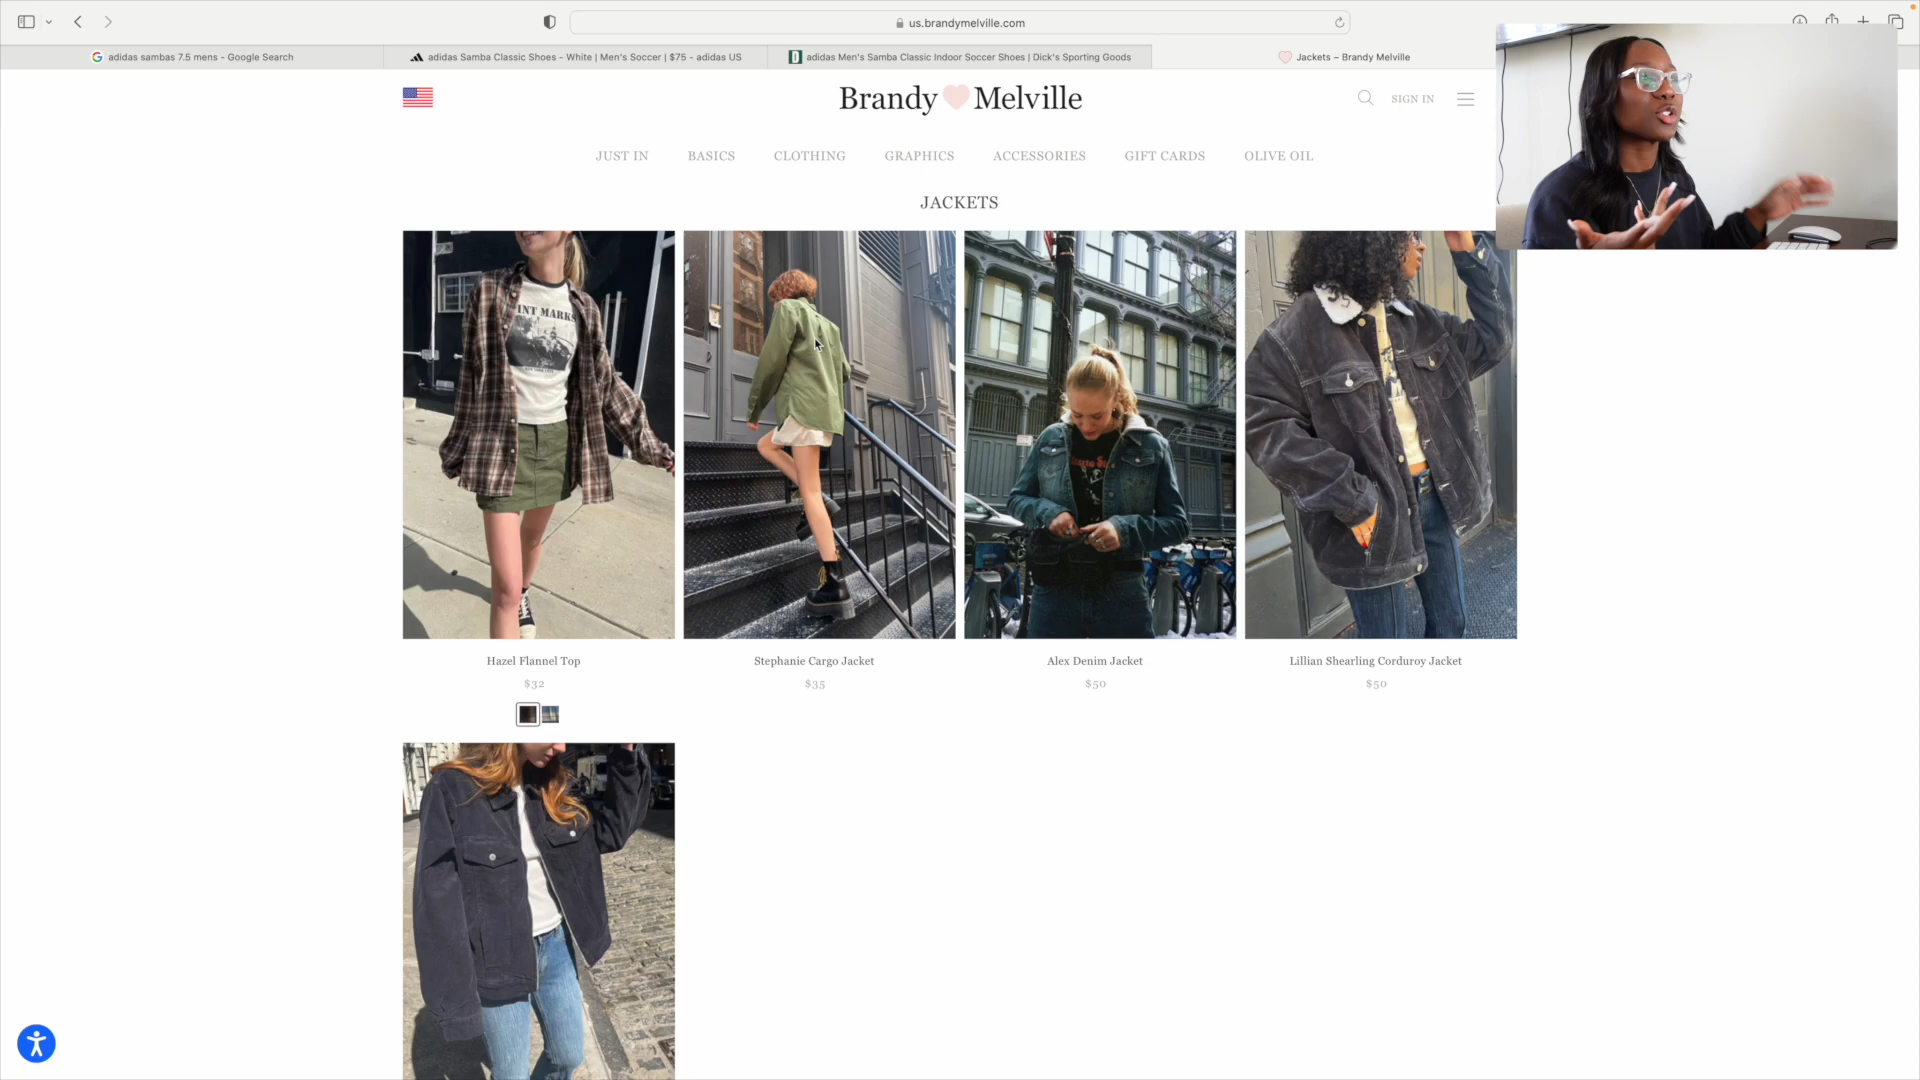 us.brandymelville.com
adidas sambas 7.5 mens - Google Search
adidas Samba Classic Shoes - White | Men's Soccer | $75 - adidas US
adidas Men's Samba Classic Indoor Soccer Shoes | Dick's Sporting Goods
Jackets – Brandy Melville
Brandy Melville
SIGN IN
JUST IN
BASICS
CLOTHING
GRAPHICS
ACCESSORIES
GIFT CARDS
OLIVE OIL
JACKETS
INT MARKS
Hazel Flannel Top
$32
Stephanie Cargo Jacket
$35
Alex Denim Jacket
$50
Lillian Shearling Corduroy Jacket
$50